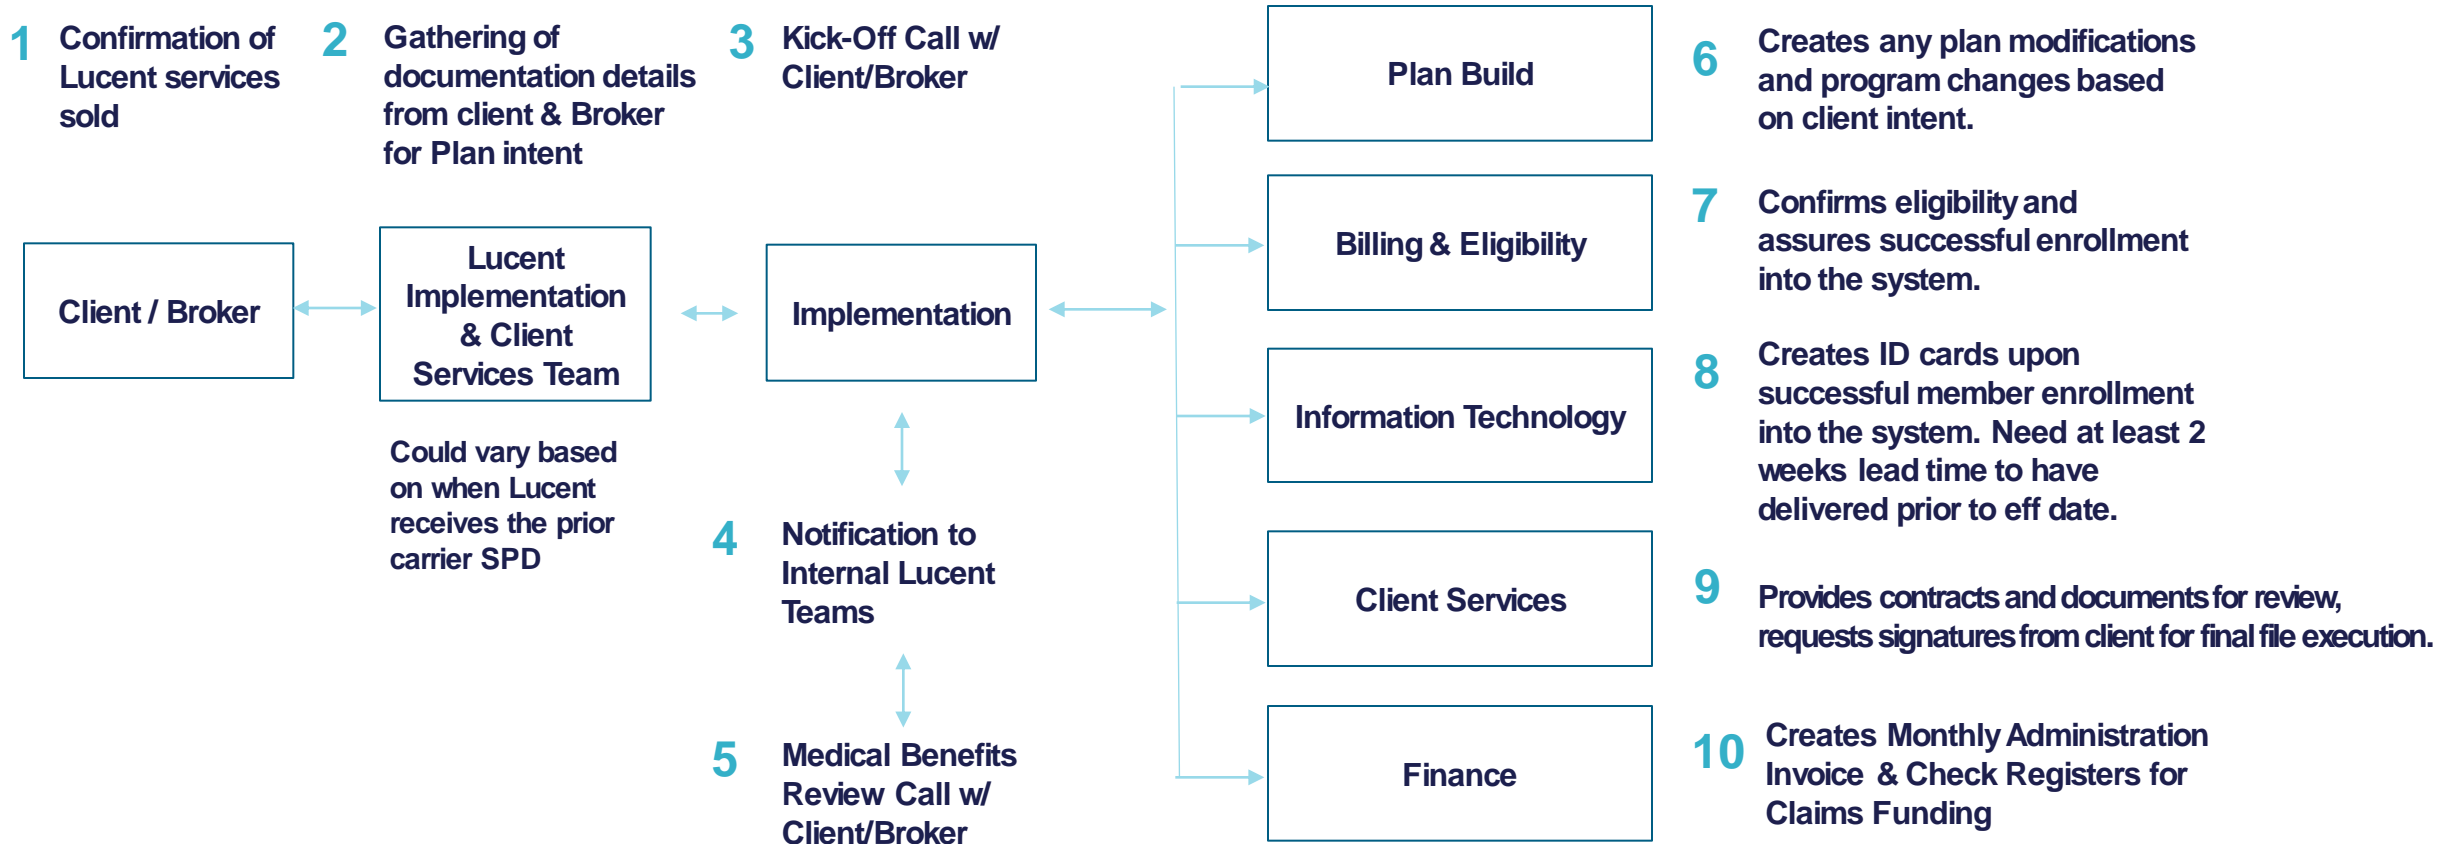 1
Confirmation of
Lucent services
sold
2
Gathering of
documentation details
from client & Broker
for Plan intent
3
Kick-Off Call w/
Client/Broker
Client / Broker
Lucent
Implementation
& Client
Services Team
Could vary based
on when Lucent
receives the prior
carrier SPD
Implementation
4
Notification to
Internal Lucent
Teams
5
Medical Benefits
Review Call w/
Client/Broker
Plan Build
6
Creates any plan modifications
and program changes based
on client intent.
Billing & Eligibility
7
Confirms eligibility and
assures successful enrollment
into the system.
Information Technology
8
Creates ID cards upon
successful member enrollment
into the system. Need at least 2
weeks lead time to have
delivered prior to eff date.
Client Services
9
Provides contracts and documents for review,
requests signatures from client for final file execution.
Finance
10
Creates Monthly Administration
Invoice & Check Registers for
Claims Funding